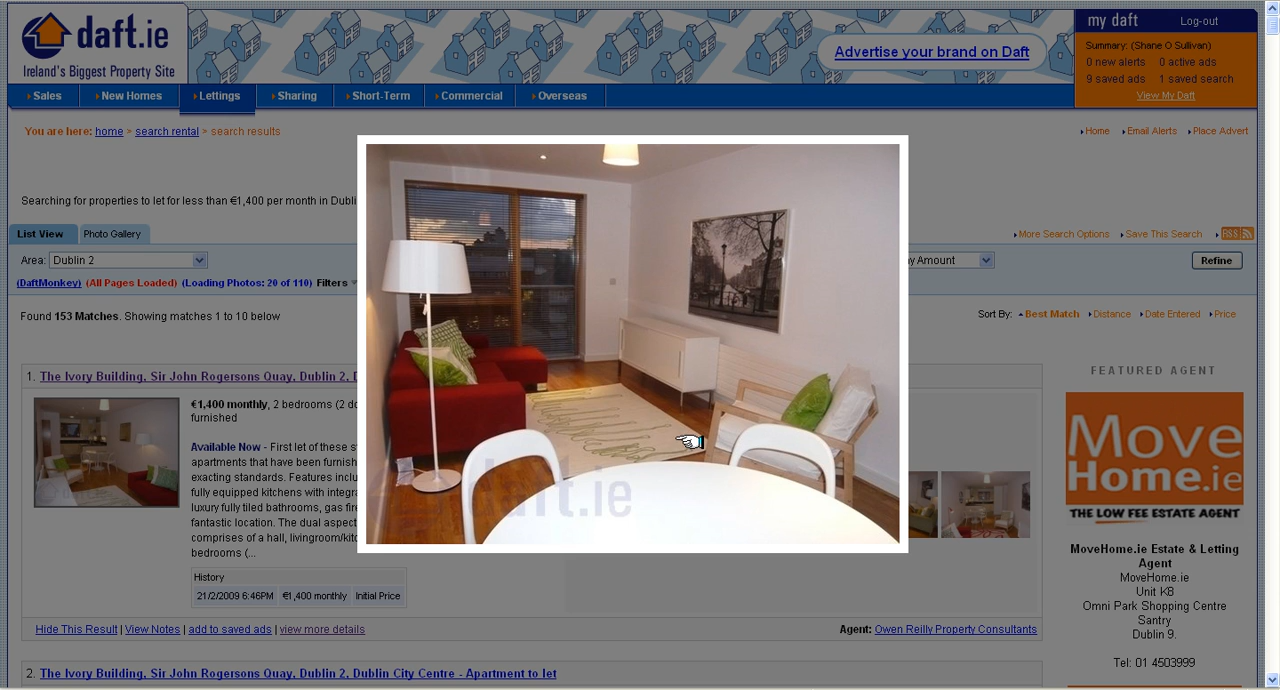 daft.ie
Ireland's Biggest Property Site
Advertise your brand on Daft
my daft
Log-out
Summary: (Shane O Sullivan)
0 new alerts 0 active ads
9 saved ads 1 saved search
View My Daft
Sales
New Homes
Lettings
Sharing
Short-Term
Commercial
Overseas
You are here: home > search rental > search results
Home
Email Alerts
Place Advert
Searching for properties to let for less than €1,400 per month in Dublin
List View
Photo Gallery
More Search Options
Save This Search
RSS
Area: Dublin 2
Amount
Refine
(DaftMonkey) (All Pages Loaded) (Loading Photos: 20 of 110) Filters
Found 153 Matches. Showing matches 1 to 10 below
Sort By: Best Match Distance Date Entered Price
1. The Ivory Building, Sir John Rogersons Quay, Dublin 2,
€1,400 monthly, 2 bedrooms (2
furnished
Available Now - First let of these
apartments that have been furnish
exacting standards. Features
fully equipped kitchens with
luxury fully tiled bathrooms, gas
fantastic location. The dual aspect
comprises of a hall,
bedrooms (...
History
21/2/2009 6:46PM €1,400 monthly Initial Price
Hide This Result | View Notes | add to saved ads | view more details
Agent: Owen Reilly Property Consultants
2. The Ivory Building, Sir John Rogersons Quay, Dublin 2, Dublin City Centre - Apartment to let
daft.ie
FEATURED AGENT
Move
Home.ie
THE LOW FEE ESTATE AGENT
MoveHome.ie Estate & Letting
Agent
MoveHome.ie
Unit K8
Omni Park Shopping Centre
Santry
Dublin 9.
Tel: 01 4503999